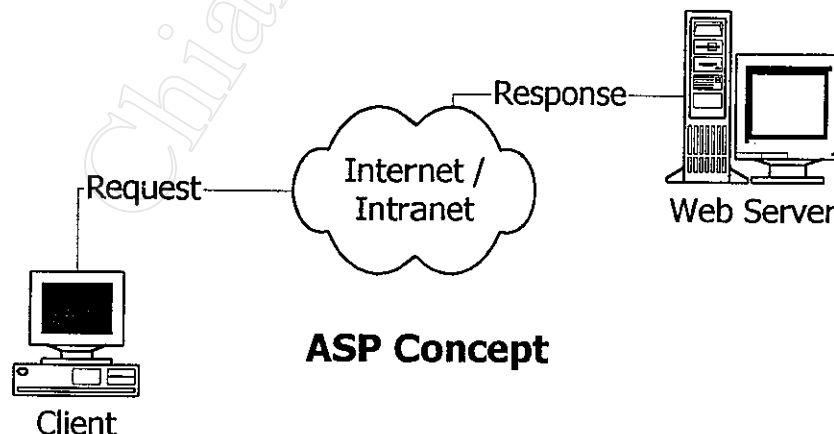 Response
Internet /
Intranet
Request
Web Server
ASP Concept
Client